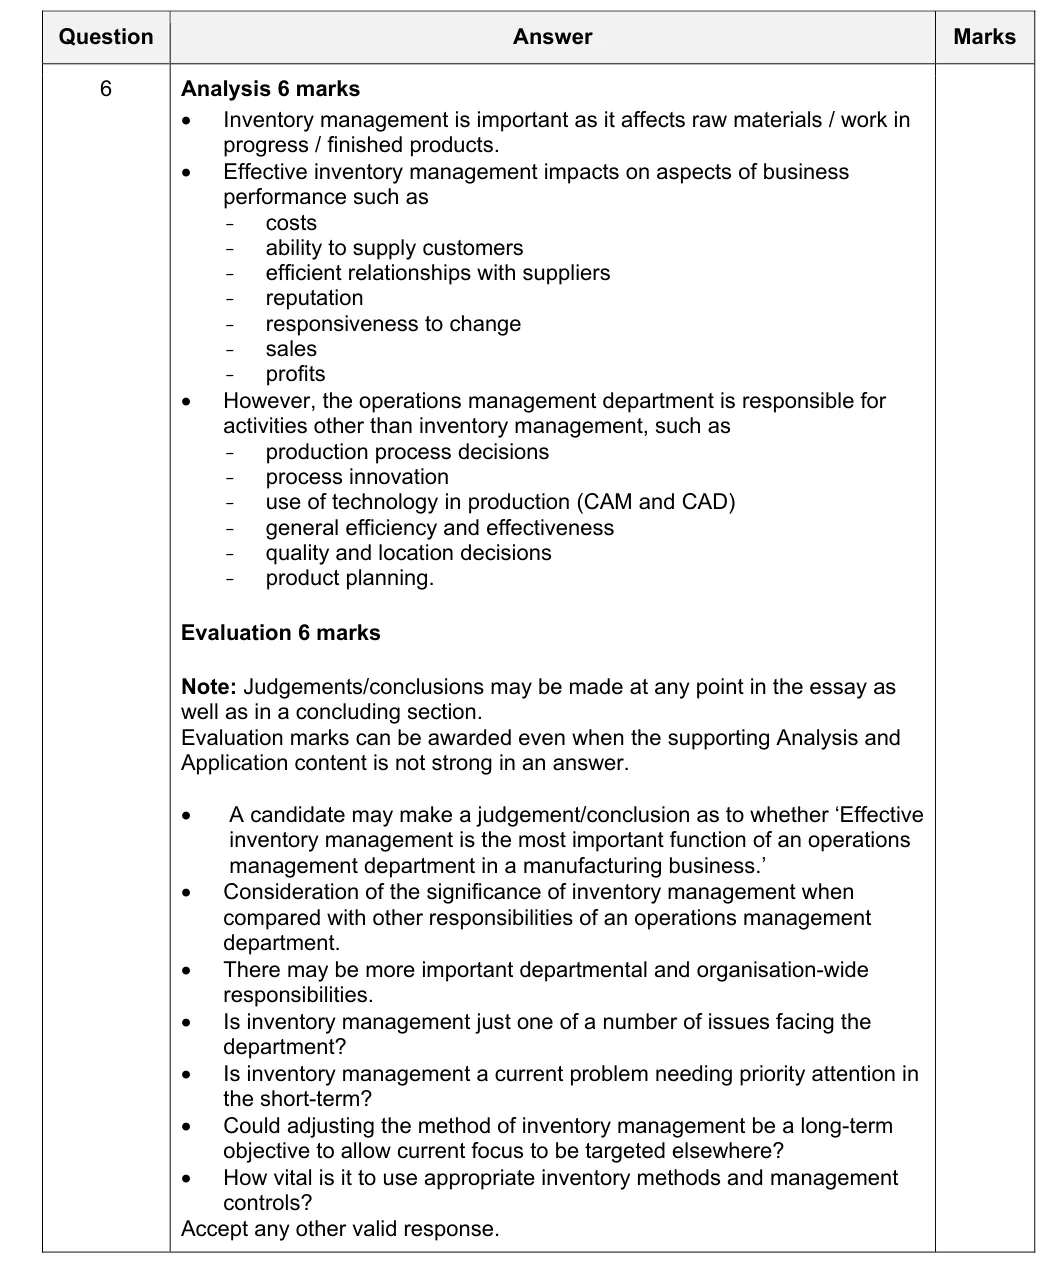 Question Answer Marks
6 Analysis 6 marks
• Inventory management is important as it affects raw materials / work in
progress / finished products.
• Effective inventory management impacts on aspects of business
performance such as
- costs
- ability to supply customers
- efficient relationships with suppliers
- reputation
- responsiveness to change
- sales
- profits
• However, the operations management department is responsible for
activities other than inventory management, such as
- production process decisions
- process innovation
- use of technology in production (CAM and CAD)
- general efficiency and effectiveness
- quality and location decisions
- product planning.
Evaluation 6 marks
Note: Judgements/conclusions may be made at any point in the essay as
well as in a concluding section.
Evaluation marks can be awarded even when the supporting Analysis and
Application content is not strong in an answer.
• A candidate may make a judgement/conclusion as to whether ‘Effective
inventory management is the most important function of an operations
management department in a manufacturing business.’
• Consideration of the significance of inventory management when
compared with other responsibilities of an operations management
department.
• There may be more important departmental and organisation-wide
responsibilities.
• Is inventory management just one of a number of issues facing the
department?
• Is inventory management a current problem needing priority attention in
the short-term?
• Could adjusting the method of inventory management be a long-term
objective to allow current focus to be targeted elsewhere?
• How vital is it to use appropriate inventory methods and management
controls?
Accept any other valid response.